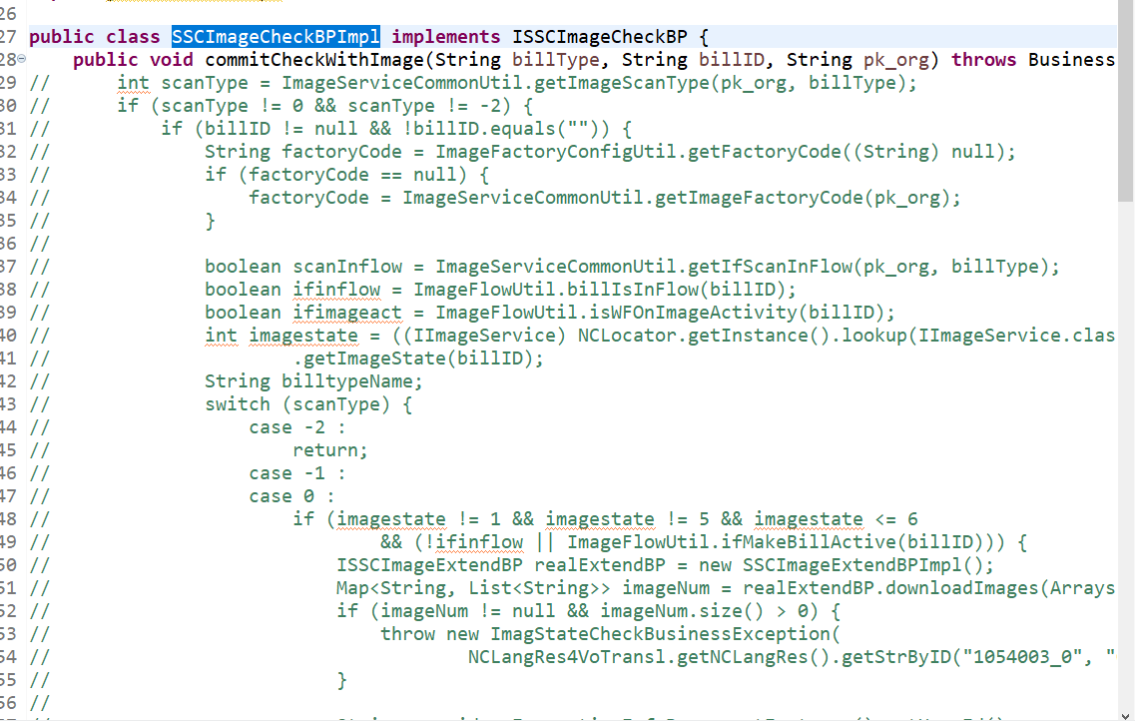 26
27 public class SSCImageCheckBPImpl implements ISSCImageCheckBP {
28 public void commitCheckWithImage(String billType, String billID, String pk_org) throws Business
29 // int scanType = ImageServiceCommonUtil.getImageScanType(pk_org, billType);
30 // if (scanType != 0 && scanType != -2) {
31 // if (billID != null && !billID.equals("")) {
32 // String factoryCode = ImageFactoryConfigUtil.getFactoryCode((String) null);
33 // if (factoryCode == null) {
34 // factoryCode = ImageServiceCommonUtil.getImageFactoryCode(pk_org);
35 // }
36 //
37 // boolean scanInflow = ImageServiceCommonUtil.getIfScanInFlow(pk_org, billType);
38 // boolean ifinflow = ImageFlowUtil.billIsInFlow(billID);
39 // boolean ifimageact = ImageFlowUtil.isWFOnImageActivity(billID);
40 // int imagestate = ((IImageService) NCLocator.getInstance().lookup(IImageService.clas
41 // .getImageState(billID);
42 // String billtypeName;
43 // switch (scanType) {
44 // case -2 :
45 // return;
46 // case -1 :
47 // case 0 :
48 // if (imagestate != 1 && imagestate != 5 && imagestate <= 6
49 // && (!ifinflow || ImageFlowUtil.ifMakeBillActive(billID))) {
50 // ISSCImageExtendBP realExtendBP = new SSCImageExtendBPImpl();
51 // Map<String, List<String>> imageNum = realExtendBP.downloadImages(Arrays
52 // if (imageNum != null && imageNum.size() > 0) {
53 // throw new ImagStateCheckBusinessException(
54 // NCLangRes4VoTransl.getNCLangRes().getStrByID("1054003_0", "
55 // }
56 //